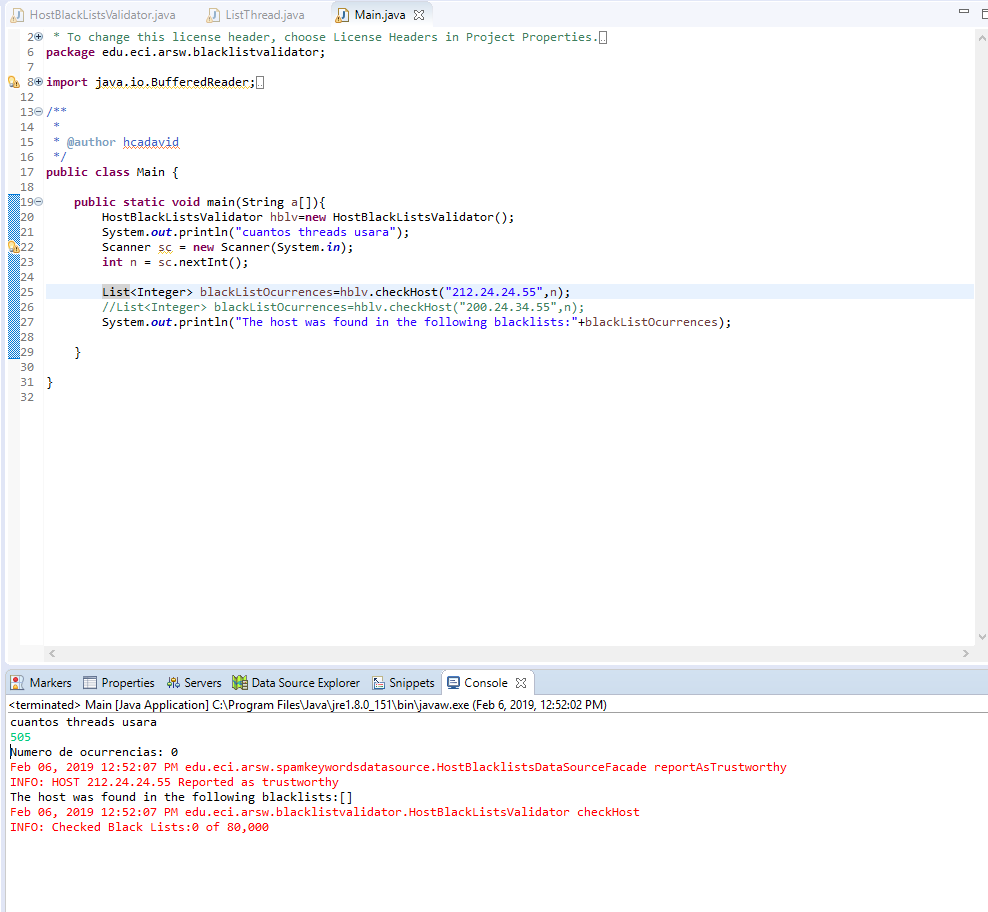 HostBlackListsValidator.java ListThread.java Main.java
2 * To change this license header, choose License Headers in Project Properties.
6 package edu.eci.arsw.blacklistvalidator;
7
8 import java.io.BufferedReader;
12
13 /**
14 *
15 * @author hcadavid
16 */
17 public class Main {
18
19 public static void main(String a[]){
20 HostBlackListsValidator hblv=new HostBlackListsValidator();
21 System.out.println("cuantos threads usara");
22 Scanner sc = new Scanner(System.in);
23 int n = sc.nextInt();
24
25 List<Integer> blackListOcurrences=hblv.checkHost("212.24.24.55",n);
26 //List<Integer> blackListOcurrences=hblv.checkHost("200.24.34.55",n);
27 System.out.println("The host was found in the following blacklists:"+blackListOcurrences);
28
29 }
30
31 }
32
Markers Properties Servers Data Source Explorer Snippets Console
<terminated> Main [Java Application] C:\Program Files\Java\jre1.8.0_151\bin\javaw.exe (Feb 6, 2019, 12:52:02 PM)
cuantos threads usara
505
Numero de ocurrencias: 0
Feb 06, 2019 12:52:07 PM edu.eci.arsw.spamkeywordsdatasource.HostBlacklistsDataSourceFacade reportAsTrustworthy
INFO: HOST 212.24.24.55 Reported as trustworthy
The host was found in the following blacklists:[]
Feb 06, 2019 12:52:07 PM edu.eci.arsw.blacklistvalidator.HostBlackListsValidator checkHost
INFO: Checked Black Lists:0 of 80,000